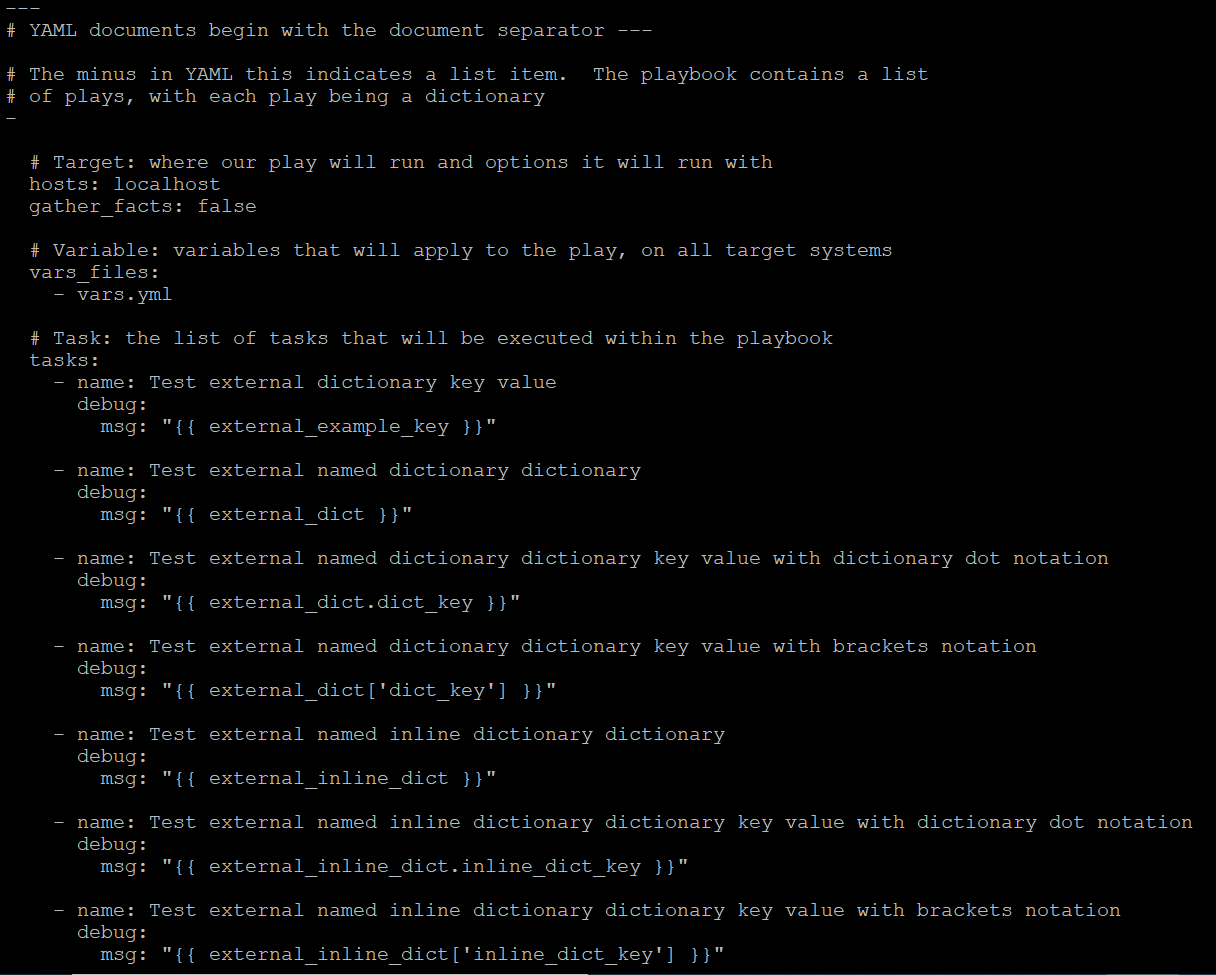 ---
# YAML documents begin with the document separator ---

# The minus in YAML this indicates a list item.  The playbook contains a list
# of plays, with each play being a dictionary
-

  # Target: where our play will run and options it will run with
  hosts: localhost
  gather_facts: false

  # Variable: variables that will apply to the play, on all target systems
  vars_files:
    - vars.yml

  # Task: the list of tasks that will be executed within the playbook
  tasks:
    - name: Test external dictionary key value
      debug:
        msg: "{{ external_example_key }}"

    - name: Test external named dictionary dictionary
      debug:
        msg: "{{ external_dict }}"

    - name: Test external named dictionary dictionary key value with dictionary dot notation
      debug:
        msg: "{{ external_dict.dict_key }}"

    - name: Test external named dictionary dictionary key value with brackets notation
      debug:
        msg: "{{ external_dict['dict_key'] }}"

    - name: Test external named inline dictionary dictionary
      debug:
        msg: "{{ external_inline_dict }}"

    - name: Test external named inline dictionary dictionary key value with dictionary dot notation
      debug:
        msg: "{{ external_inline_dict.inline_dict_key }}"

    - name: Test external named inline dictionary dictionary key value with brackets notation
      debug:
        msg: "{{ external_inline_dict['inline_dict_key'] }}"